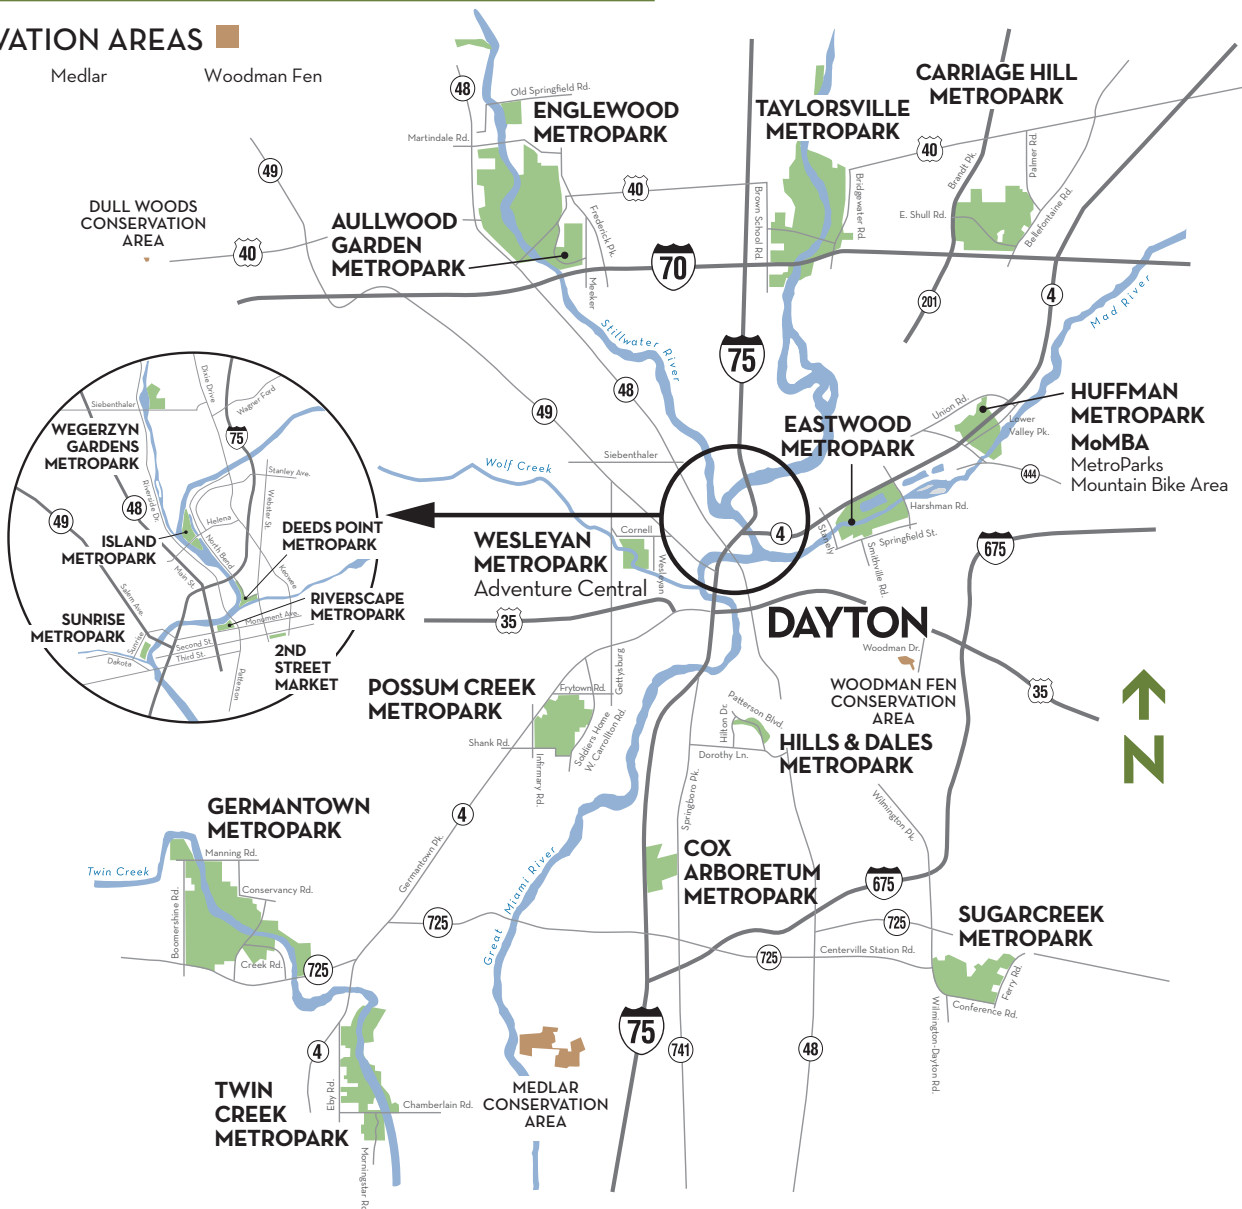 VATION AREAS
Medlar
Woodman Fen
48
Old Springfield Rd.
ENGLEWOOD
METROPARK
Martindale Rd.
TAYLORSVILLE
METROPARK
CARRIAGE HILL
METROPARK
40
49
40
Brandt Pk.
Palmer Rd.
DULL WOODS
CONSERVATION
AREA
40
AULLWOOD
GARDEN
METROPARK
Frederick Pk.
Meeker
Brown School Rd.
Bridgewater Rd.
E. Shull Rd.
Bellefontaine Rd.
70
201
4
Mad River
Stillwater River
75
48
49
Siebenthaler
Wolf Creek
EASTWOOD
METROPARK
Union Rd.
Lower
Valley Pk.
HUFFMAN
METROPARK
MoMBA
MetroParks
Mountain Bike Area
444
Harshman Rd.
Springfield St.
Stanely
Smithville Rd.
4
675
Siebenthaler
Dixie Drive
Wagner Ford
75
WEGERZYN
GARDENS
METROPARK
48
49
Riverside Dr.
Stanley Ave.
Webster St.
Helena
North Bend
ISLAND
METROPARK
DEEDS POINT
METROPARK
Main St.
Keowee
Salem Ave.
RIVERSCAPE
METROPARK
Monument Ave.
SUNRISE
METROPARK
Sunrise
Second St.
Third St.
Dakota
Patterson
2ND
STREET
MARKET
WESLEYAN
METROPARK
Adventure Central
Cornell
Wesleyan
35
DAYTON
Woodman Dr.
WOODMAN FEN
CONSERVATION
AREA
35
N
Gettysburg
POSSUM CREEK
METROPARK
Frytown Rd.
Shank Rd.
Infirmary Rd.
Soldiers Home
W. Carrollton Rd.
Patterson Blvd.
Hilton Dr.
Dorothy Ln.
HILLS & DALES
METROPARK
Springboro Pk.
Wilmington Pk.
GERMANTOWN
METROPARK
4
Germantown Pk.
Twin Creek
Manning Rd.
Conservancy Rd.
Boomershine Rd.
Creek Rd.
725
725
Great Miami River
COX
ARBORETUM
METROPARK
675
725
725
Centerville Station Rd.
SUGARCREEK
METROPARK
Ferry Rd.
Conference Rd.
Wilmington-Dayton Rd.
75
741
48
4
TWIN
CREEK
METROPARK
Eby Rd.
Chamberlain Rd.
Morningstar Rd
MEDLAR
CONSERVATION
AREA